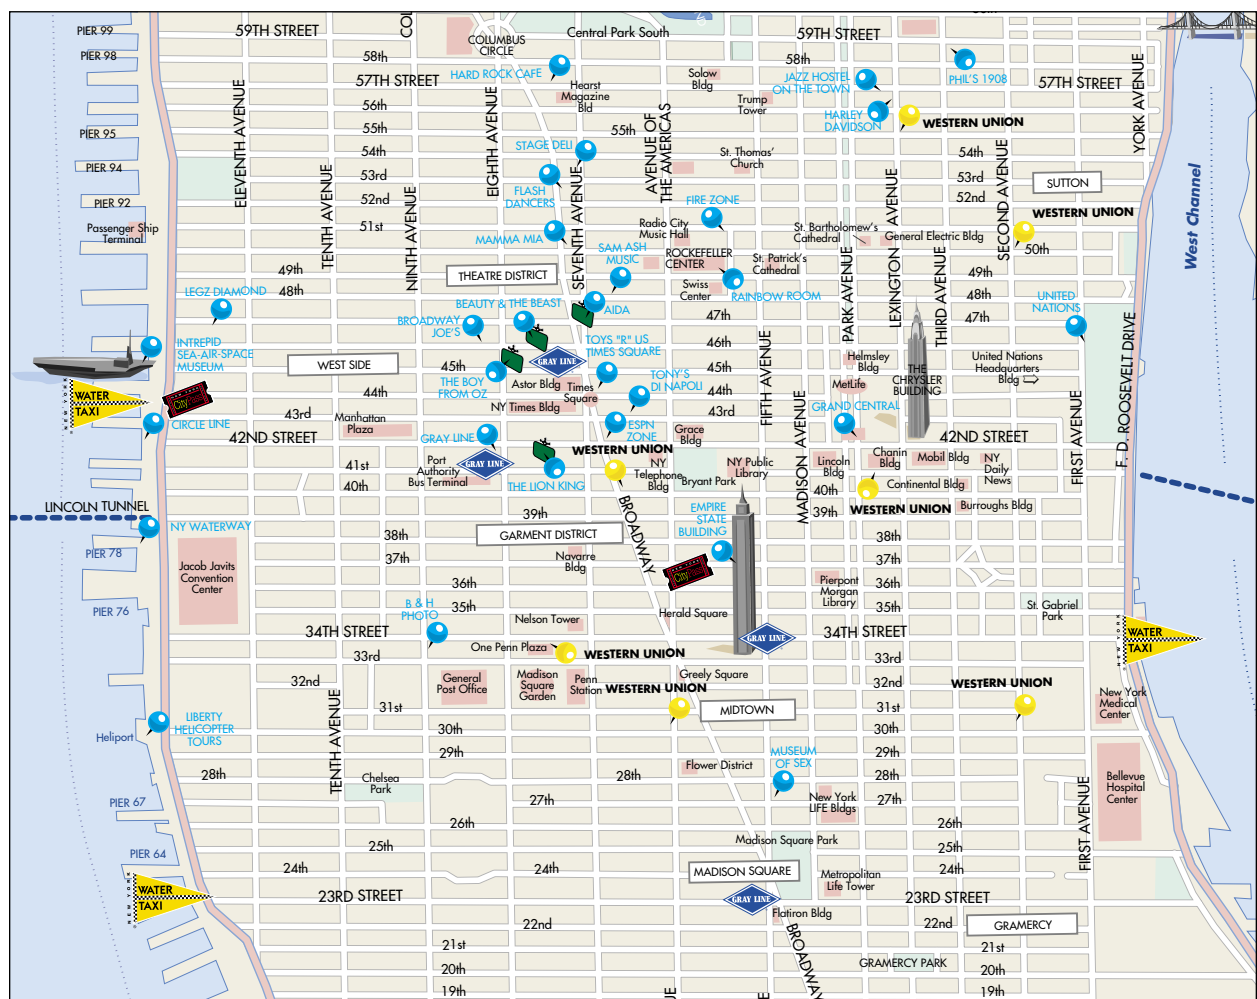 PIER 99
59TH STREET
COLUMBUS
CIRCLE
Central Park South
59TH STREET
PIER 98
58th
58th
57TH STREET
HARD ROCK CAFE
Solow
Bldg
JAZZ HOSTEL
ON THE TOWN
PHIL'S 1908
57TH STREET
YORK AVENUE
ELEVENTH AVENUE
56th
EIGHTH AVENUE
Hearst
Magazine
Bld
Trump
Tower
HARLEY
DAVIDSON
WESTERN UNION
PIER 95
55th
55th
AVENUE OF
THE AMERICAS
STAGE DELI
54th
St. Thomas'
Church
54th
PIER 94
53rd
53rd
SUTTON
TENTH AVENUE
NINTH AVENUE
FLASH
DANCERS
SEVENTH AVENUE
PIER 92
52nd
FIRE ZONE
LEXINGTON AVENUE
52nd
SECOND AVENUE
WESTERN UNION
West Channel
Passenger Ship
Terminal
51st
MAMMA MIA
Radio City
Music Hall
St. Bartholomew's
Cathedral
General Electric Bldg
50th
SAM ASH
MUSIC
ROCKEFELLER
CENTER
St. Patrick's
Cathedral
PARK AVENUE
THIRD AVENUE
49th
THEATRE DISTRICT
49th
LEGZ DIAMOND
48th
Swiss
Center
RAINBOW ROOM
48th
UNITED
NATIONS
BEAUTY & THE BEAST
AIDA
47th
47th
BROADWAY
JOE'S
F. D. ROOSEVELT DRIVE
INTREPID
SEA-AIR-SPACE
MUSEUM
TOYS "R" US
TIMES SQUARE
46th
46th
FIFTH AVENUE
WEST SIDE
45th
GRAY LINE
45th
Helmsley
Bldg
THE
CHRYSLER
BUILDING
United Nations
Headquarters
Bldg
45th
THE BOY
FROM OZ
Astor Bldg
Times
Square
TONY'S
DI NAPOLI
MetLife
NEW YORK
WATER
TAXI
CityPass
44th
44th
44th
NY Times Bldg
43rd
43rd
GRAND CENTRAL
FIRST AVENUE
MADISON AVENUE
CIRCLE LINE
Manhattan
Plaza
ESPN
ZONE
Grace
Bldg
42ND STREET
GRAY LINE
42ND STREET
WESTERN UNION
Chanin
Bldg
Mobil Bldg
NY
Daily
News
41st
Port
Authority
Bus Terminal
GRAY LINE
NY
Telephone
Bldg
NY Public
Library
Lincoln
Bldg
40th
THE LION KING
Bryant Park
40th
Continental Bldg
LINCOLN TUNNEL
39th
BROADWAY
EMPIRE
STATE
BUILDING
39th
WESTERN UNION
Burroughs Bldg
NY WATERWAY
38th
GARMENT DISTRICT
38th
PIER 78
37th
Navarre
Bldg
37th
Jacob Javits
Convention
Center
36th
CityPass
Pierpont
Morgan
Library
36th
PIER 76
B & H
PHOTO
35th
Nelson Tower
Herald Square
35th
St. Gabriel
Park
34TH STREET
GRAY LINE
34TH STREET
NEW YORK
WATER
TAXI
33rd
One Penn Plaza
WESTERN UNION
33rd
32nd
General
Post Office
Madison
Square
Garden
Penn
Station
Greely Square
WESTERN UNION
32nd
WESTERN UNION
31st
MIDTOWN
31st
New York
Medical
Center
TENTH AVENUE
LIBERTY
HELICOPTER
TOURS
Heliport
30th
30th
29th
MUSEUM
OF SEX
29th
28th
Chelsea
Park
28th
Flower District
28th
Bellevue
Hospital
Center
PIER 67
27th
New York
LIFE Bldgs
27th
FIRST AVENUE
26th
26th
25th
Madison Square Park
25th
PIER 64
24th
24th
MADISON SQUARE
Metropolitan
Life Tower
24th
NEW YORK
WATER
TAXI
23RD STREET
GRAY LINE
23RD STREET
22nd
Flatiron Bldg
22nd
GRAMERCY
BROADWAY
21st
21st
20th
GRAMERCY PARK
20th
19th
19th